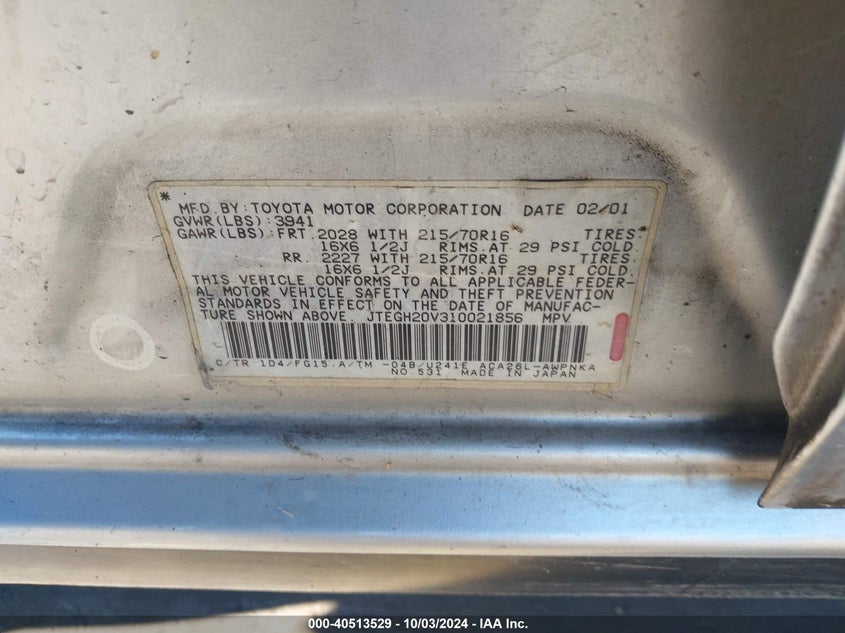 * MFD. BY: TOYOTA MOTOR CORPORATION DATE 02/01
GVWR(LBS):3941
GAWR(LBS): FRT. 2028 WITH 215/70R16 TIRES
16X6 1/2J RIMS. AT 29 PSI COLD.
RR. 2227 WITH 215/70R16 TIRES
16X6 1/2J RIMS. AT 29 PSI COLD.
THIS VEHICLE CONFORMS TO ALL APPLICABLE FEDER-
AL MOTOR VEHICLE SAFETY AND THEFT PREVENTION
STANDARDS IN EFFECT ON THE DATE OF MANUFAC-
TURE SHOWN ABOVE. JTEGH20V310021856 MPV
C/TR 1D4/FG15 A/TM -04B/U241E ACA28L-AWPNKA
NO.531 MADE IN JAPAN
000-40513529 - 10/03/2024 - IAA Inc.